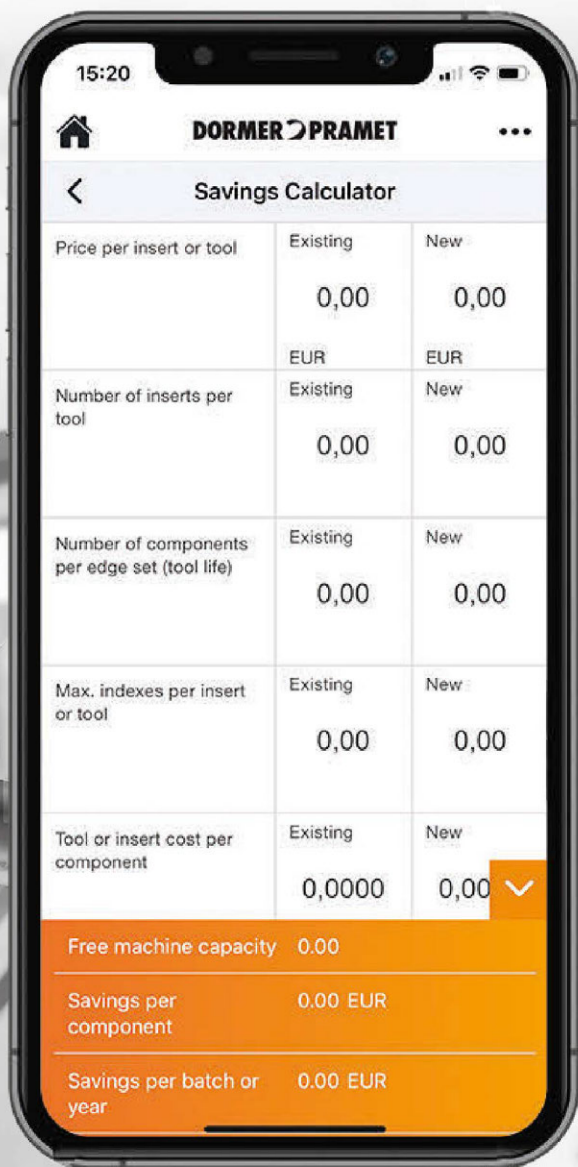 15:20
DORMER PRAMET
Savings Calculator
Price per insert or tool
Existing
New
0,00
0,00
EUR
EUR
Number of inserts per
tool
Existing
New
0,00
0,00
Number of components
per edge set (tool life)
Existing
New
0,00
0,00
Max. indexes per insert
or tool
Existing
New
0,00
0,00
Tool or insert cost per
component
Existing
New
0,0000
0,00
Free machine capacity 0.00
Savings per
component
0.00 EUR
Savings per batch or
year
0.00 EUR